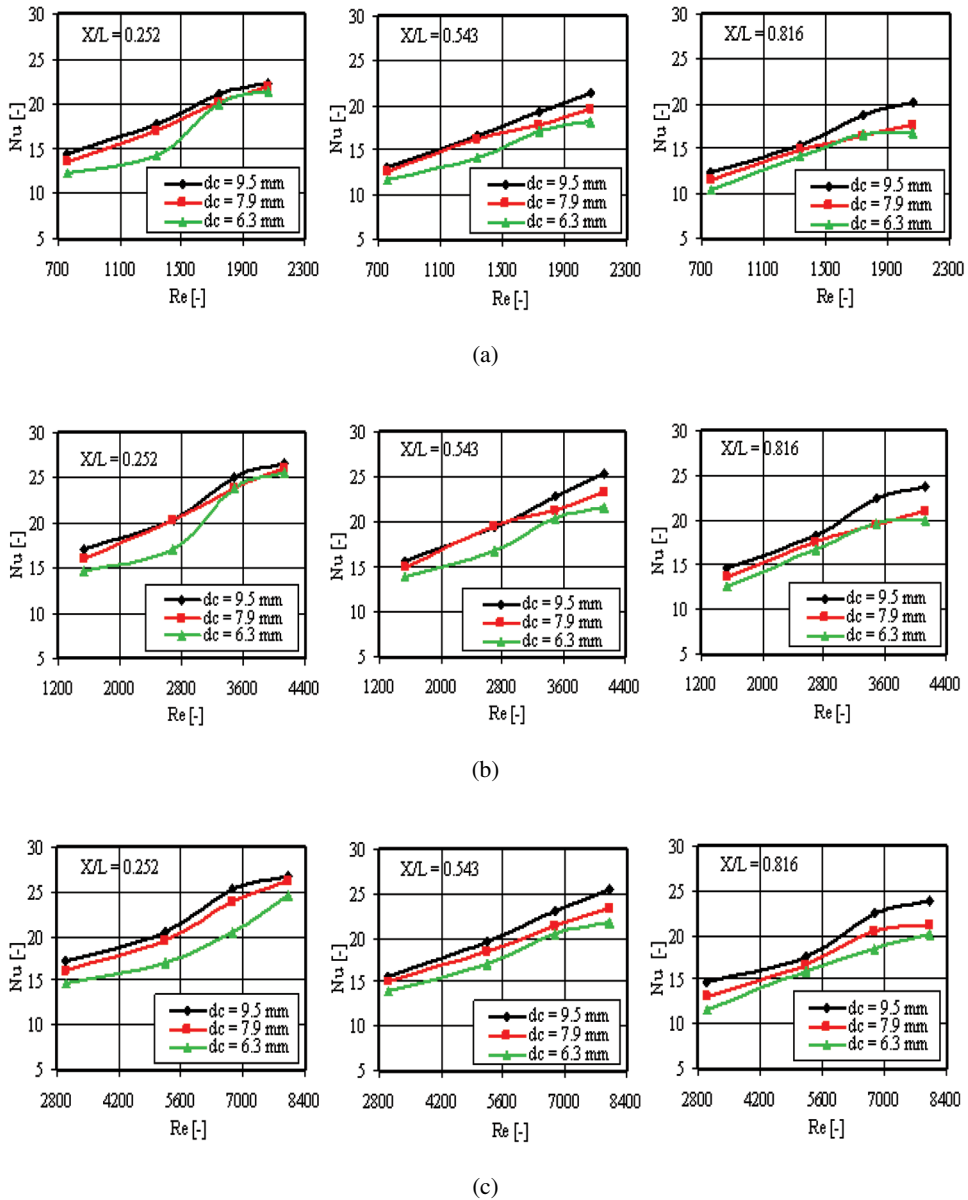 30
25
20
15
10
5
Nu [-]
X/L = 0.252
dc = 9.5 mm
dc = 7.9 mm
dc = 6.3 mm
700 1100 1500 1900 2300
Re [-]
30
25
20
15
10
5
Nu [-]
X/L = 0.543
dc = 9.5 mm
dc = 7.9 mm
dc = 6.3 mm
700 1100 1500 1900 2300
Re [-]
30
25
20
15
10
5
Nu [-]
X/L = 0.816
dc = 9.5 mm
dc = 7.9 mm
dc = 6.3 mm
700 1100 1500 1900 2300
Re [-]
(a)
30
25
20
15
10
5
Nu [-]
X/L = 0.252
dc = 9.5 mm
dc = 7.9 mm
dc = 6.3 mm
1200 2000 2800 3600 4400
Re [-]
30
25
20
15
10
5
Nu [-]
X/L = 0.543
dc = 9.5 mm
dc = 7.9 mm
dc = 6.3 mm
1200 2000 2800 3600 4400
Re [-]
30
25
20
15
10
5
Nu [-]
X/L = 0.816
dc = 9.5 mm
dc = 7.9 mm
dc = 6.3 mm
1200 2000 2800 3600 4400
Re [-]
(b)
30
25
20
15
10
5
Nu [-]
X/L = 0.252
dc = 9.5 mm
dc = 7.9 mm
dc = 6.3 mm
2800 4200 5600 7000 8400
Re [-]
30
25
20
15
10
5
Nu [-]
X/L = 0.543
dc = 9.5 mm
dc = 7.9 mm
dc = 6.3 mm
2800 4200 5600 7000 8400
Re [-]
30
25
20
15
10
5
Nu [-]
X/L = 0.816
dc = 9.5 mm
dc = 7.9 mm
dc = 6.3 mm
2800 4200 5600 7000 8400
Re [-]
(c)